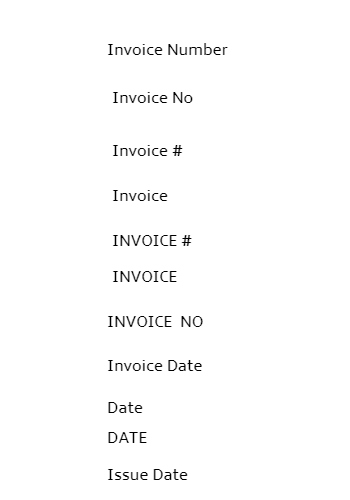 Invoice Number
Invoice No
Invoice #
Invoice
INVOICE #
INVOICE
INVOICE  NO
Invoice Date
Date
DATE
Issue Date